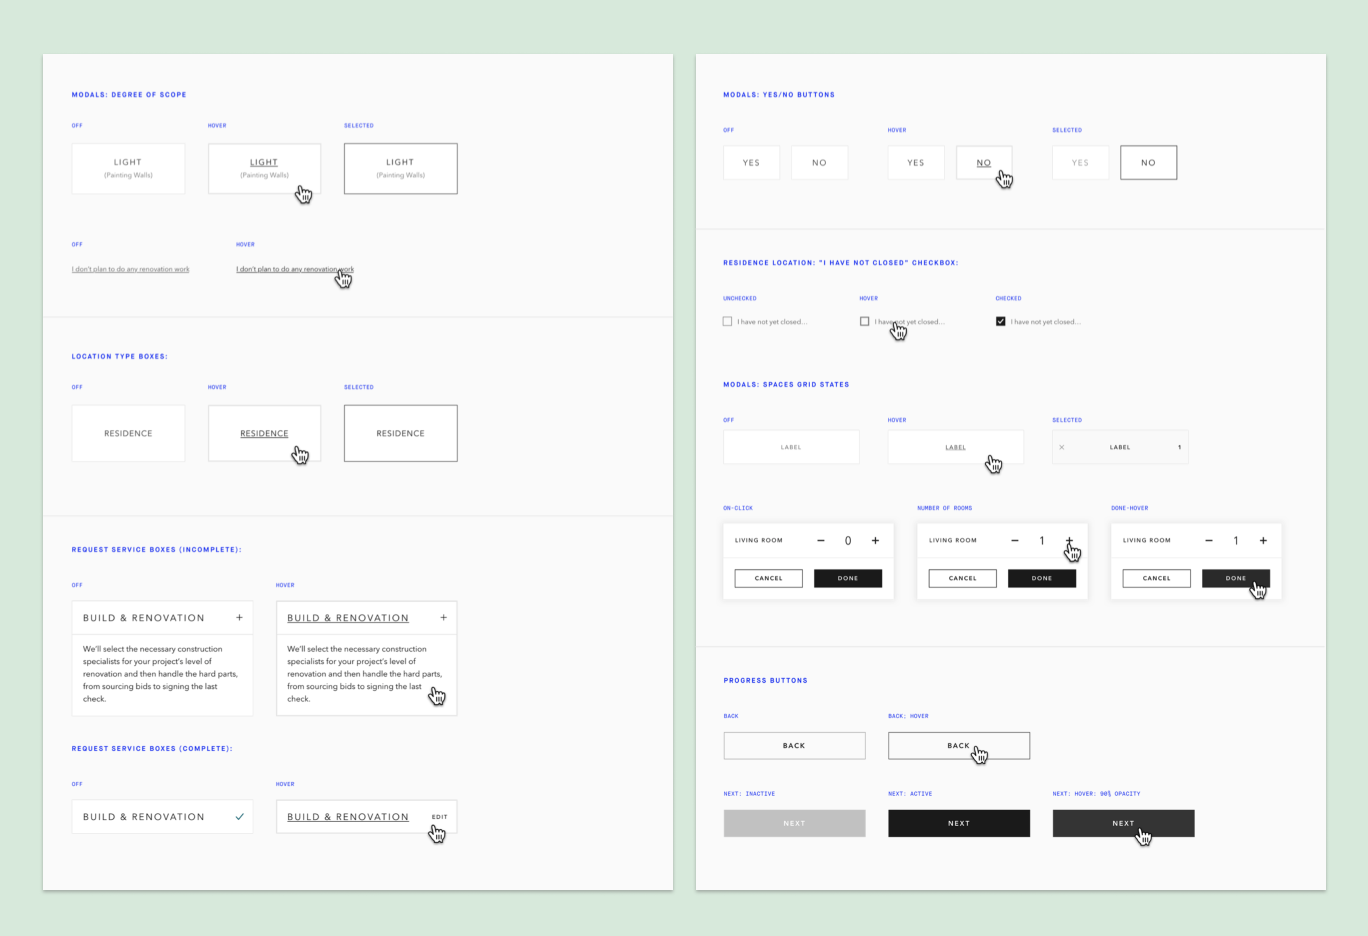 MODALS: DEGREE OF SCOPE
OFF
HOVER
SELECTED
LIGHT
(Painting Walls)
LIGHT
(Painting Walls)
LIGHT
(Painting Walls)
OFF
HOVER
I don't plan to do any renovation work
I don't plan to do any renovation work
LOCATION TYPE BOXES:
OFF
HOVER
SELECTED
RESIDENCE
RESIDENCE
RESIDENCE
REQUEST SERVICE BOXES (INCOMPLETE):
OFF
HOVER
BUILD & RENOVATION +
We'll select the necessary construction
specialists for your project's level of
renovation and then handle the hard parts,
from sourcing bids to signing the last
check.
BUILD & RENOVATION +
We'll select the necessary construction
specialists for your project's level of
renovation and then handle the hard parts,
from sourcing bids to signing the last
check.
REQUEST SERVICE BOXES (COMPLETE):
OFF
HOVER
BUILD & RENOVATION ✓
BUILD & RENOVATION EDIT
MODALS: YES/NO BUTTONS
OFF
HOVER
SELECTED
YES
NO
YES
NO
YES
NO
RESIDENCE LOCATION: "I HAVE NOT CLOSED" CHECKBOX:
UNCHECKED
HOVER
CHECKED
I have not yet closed...
I have not yet closed...
I have not yet closed...
MODALS: SPACES GRID STATES
OFF
HOVER
SELECTED
LABEL
LABEL
× LABEL 1
ON-CLICK
NUMBER OF ROOMS
DONE-HOVER
LIVING ROOM − 0 +
CANCEL
DONE
LIVING ROOM − 1 +
CANCEL
DONE
LIVING ROOM − 1 +
CANCEL
DONE
PROGRESS BUTTONS
BACK
BACK: HOVER
BACK
BACK
NEXT: INACTIVE
NEXT: ACTIVE
NEXT: HOVER: 90% OPACITY
NEXT
NEXT
NEXT